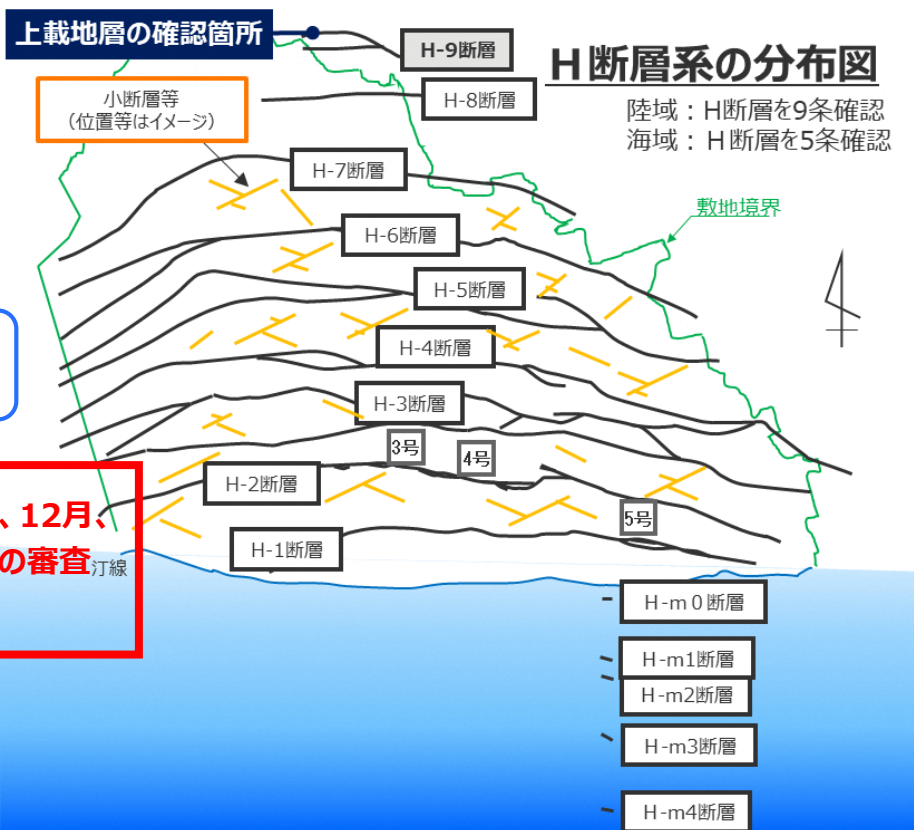 上載地層の確認箇所
H-9断層
H断層系の分布図
陸域：H断層を9条確認
海域：H断層を5条確認
小断層等
（位置等はイメージ）
H-8断層
H-7断層
敷地境界
H-6断層
H-5断層
H-4断層
H-3断層
3号
4号
H-2断層
5号
、12月、
の審査
汀線
H-1断層
H-m0断層
H-m1断層
H-m2断層
H-m3断層
H-m4断層